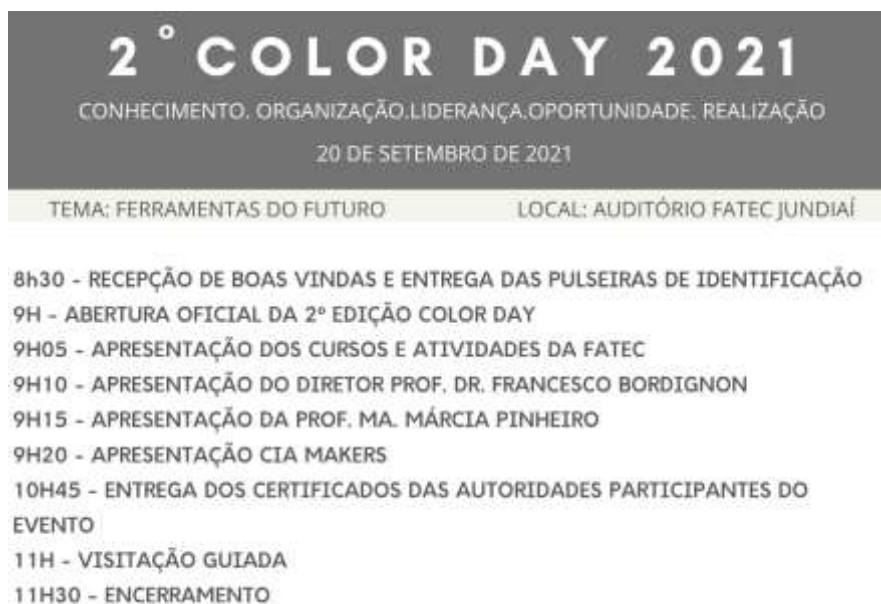 2° COLOR DAY 2021
CONHECIMENTO. ORGANIZAÇÃO.LIDERANÇA.OPORTUNIDADE. REALIZAÇÃO
20 DE SETEMBRO DE 2021
TEMA: FERRAMENTAS DO FUTURO LOCAL: AUDITÓRIO FATEC JUNDIAÍ
8h30 - RECEPÇÃO DE BOAS VINDAS E ENTREGA DAS PULSEIRAS DE IDENTIFICAÇÃO
9H - ABERTURA OFICIAL DA 2º EDIÇÃO COLOR DAY
9H05 - APRESENTAÇÃO DOS CURSOS E ATIVIDADES DA FATEC
9H10 - APRESENTAÇÃO DO DIRETOR PROF. DR. FRANCESCO BORDIGNON
9H15 - APRESENTAÇÃO DA PROF. MA. MÁRCIA PINHEIRO
9H20 - APRESENTAÇÃO CIA MAKERS
10H45 - ENTREGA DOS CERTIFICADOS DAS AUTORIDADES PARTICIPANTES DO
EVENTO
11H - VISITAÇÃO GUIADA
11H30 - ENCERRAMENTO